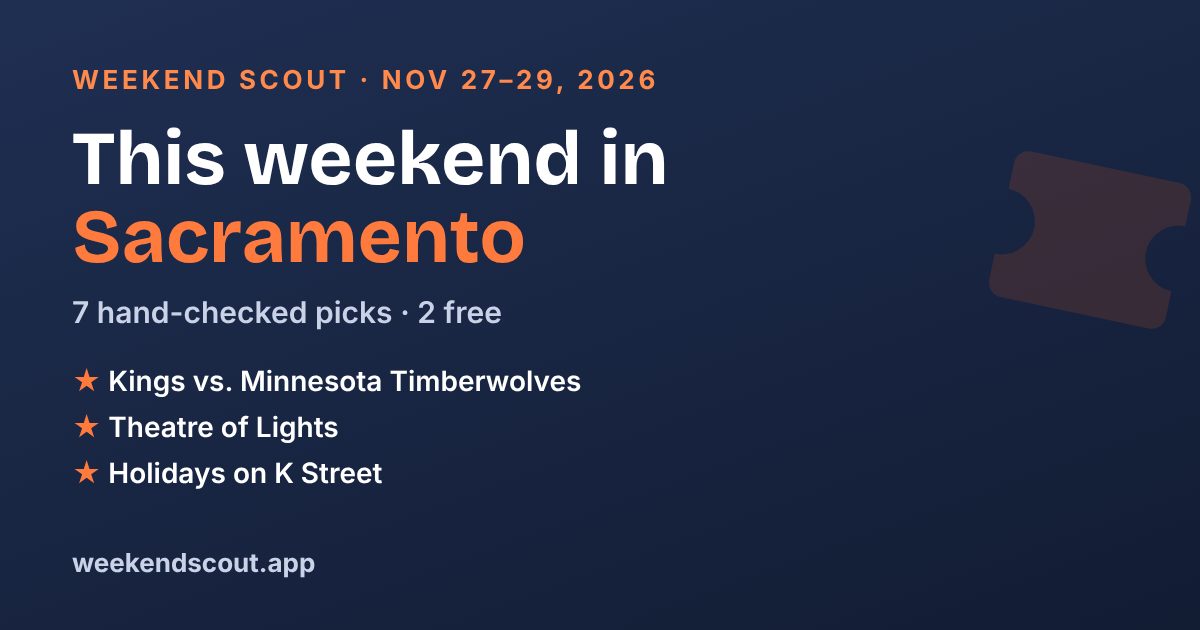 WEEKEND SCOUT · NOV 27–29, 2026
This weekend in
Sacramento
7 hand-checked picks · 2 free
★ Kings vs. Minnesota Timberwolves
★ Theatre of Lights
★ Holidays on K Street
weekendscout.app